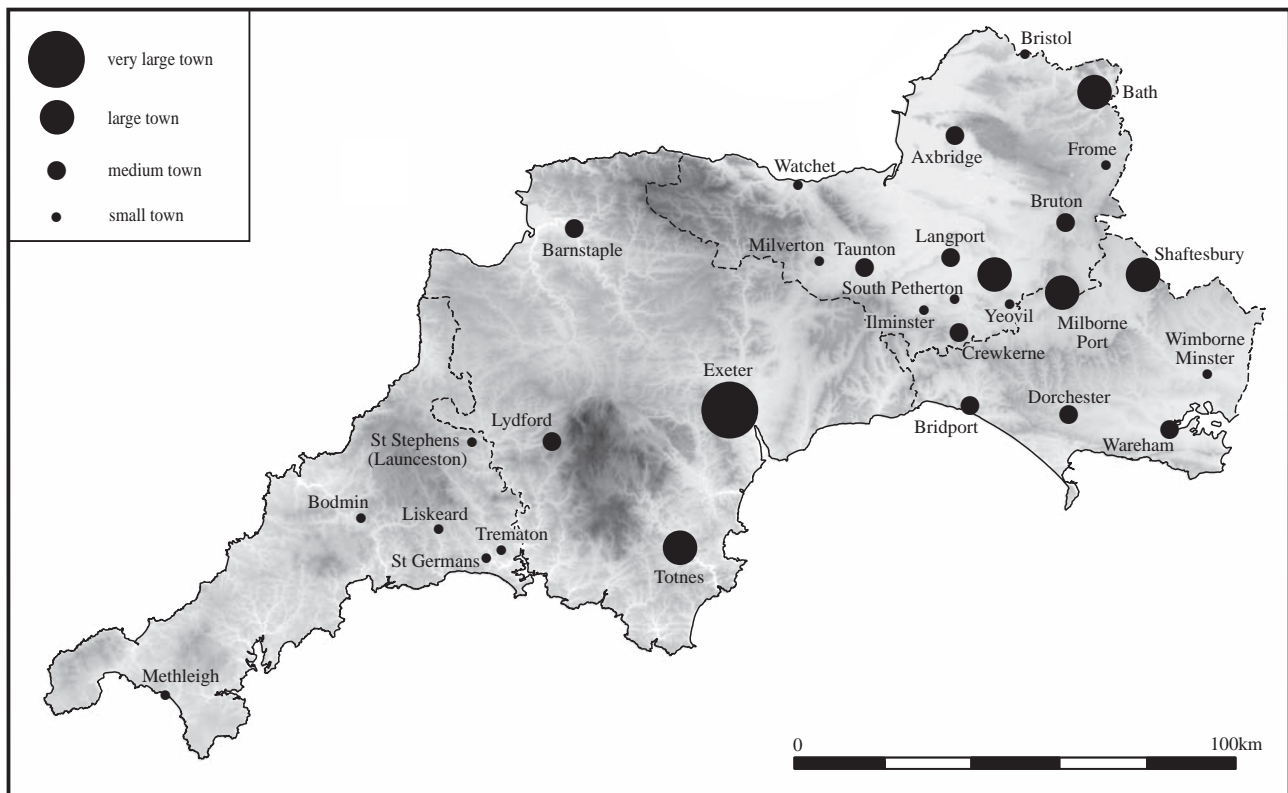 very large town
large town
medium town
small town
Bristol
Bath
Axbridge
Frome
Watchet
Bruton
Barnstaple
Milverton
Taunton
Langport
Shaftesbury
South Petherton
Ilminster
Yeovil
Milborne
Port
Crewkerne
Wimborne
Minster
Exeter
Dorchester
Bridport
Wareham
Lydford
St Stephens
(Launceston)
Bodmin
Liskeard
Trematon
St Germans
Totnes
Methleigh
0
100km